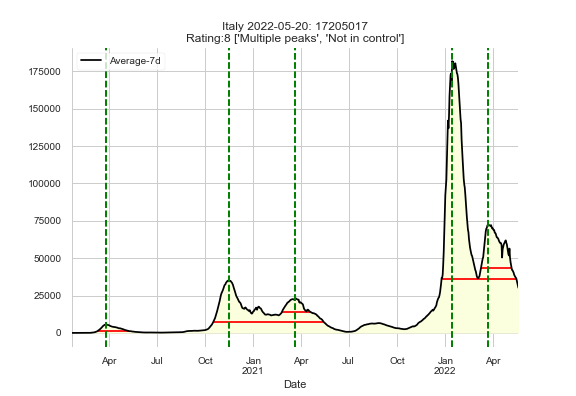 Italy 2022-05-20: 17205017
Rating:8 ['Multiple peaks', 'Not in control']
Average-7d
175000
150000
125000
100000
75000
50000
25000
0
Apr Jul Oct Jan Apr Jul Oct Jan Apr
2021 2022
Date